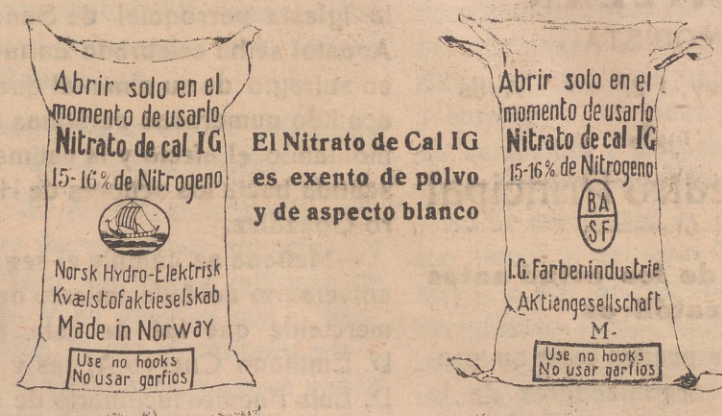 Abrir solo en el
momento de usarlo
Nitrato de cal IG
15-16% de Nitrogeno
Norsk Hydro-Elektrisk
Kvælstofaktieselskab
Made in Norway
Use no hooks
No usar garfios
El Nitrato de Cal IG
es exento de polvo
y de aspecto blanco
Abrir solo en el
momento de usarlo
Nitrato de cal IG
15-16% de Nitrogeno
BA
SF
I.G. Farbenindustrie
Aktiengesellschaft
M-
Use no hooks
No usar garfios